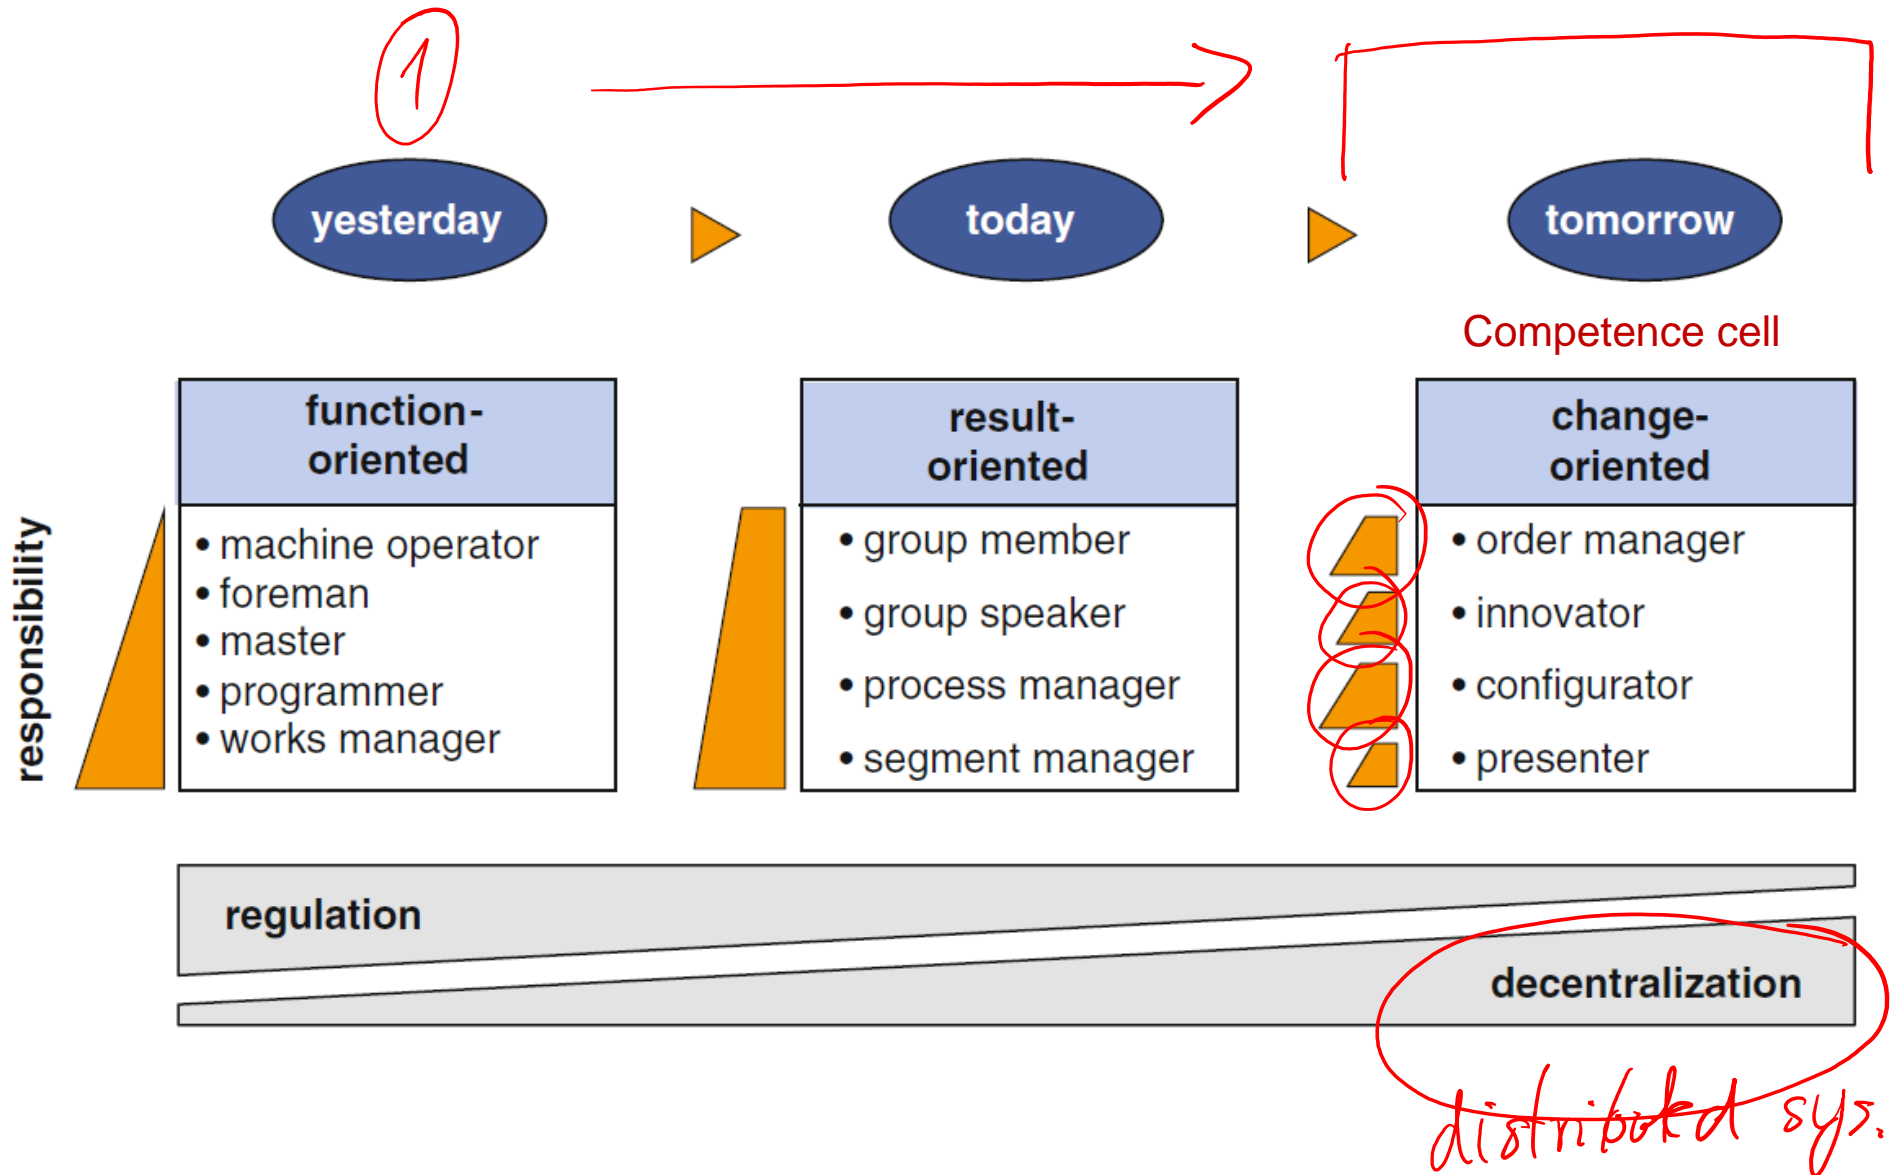 1
yesterday
today
tomorrow
Competence cell
function-
oriented
result-
oriented
change-
oriented
responsibility
• machine operator
• foreman
• master
• programmer
• works manager
• group member
• group speaker
• process manager
• segment manager
• order manager
• innovator
• configurator
• presenter
regulation
decentralization
distributed sys.